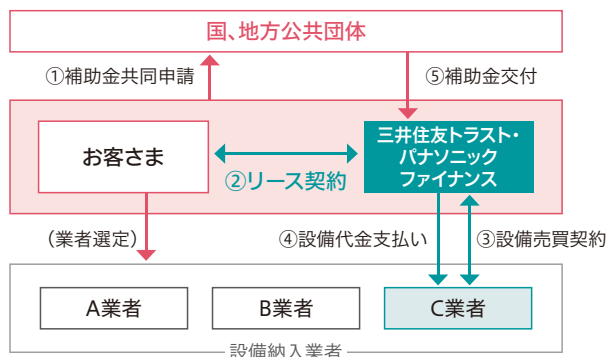 国、地方公共団体
①補助金共同申請
⑤補助金交付
お客さま
②リース契約
三井住友トラスト・
パナソニック
ファイナンス
（業者選定）
④設備代金支払い
③設備売買契約
A業者
B業者
C業者
設備納入業者